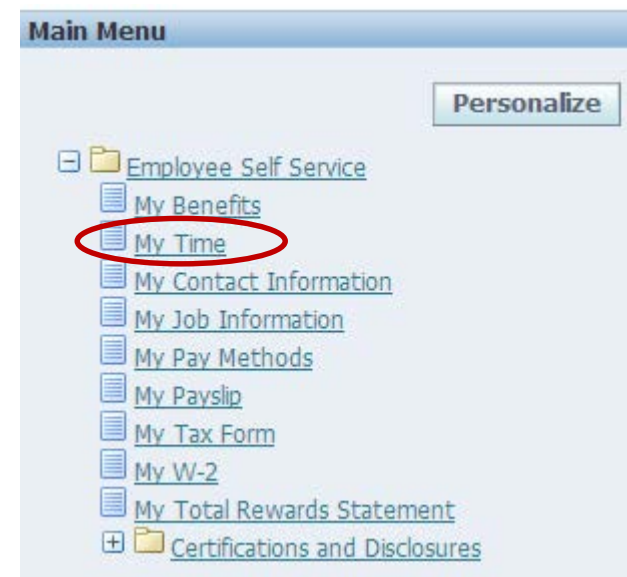 Main Menu
Personalize
Employee Self Service
My Benefits
My Time
My Contact Information
My Job Information
My Pay Methods
My Payslip
My Tax Form
My W-2
My Total Rewards Statement
Certifications and Disclosures